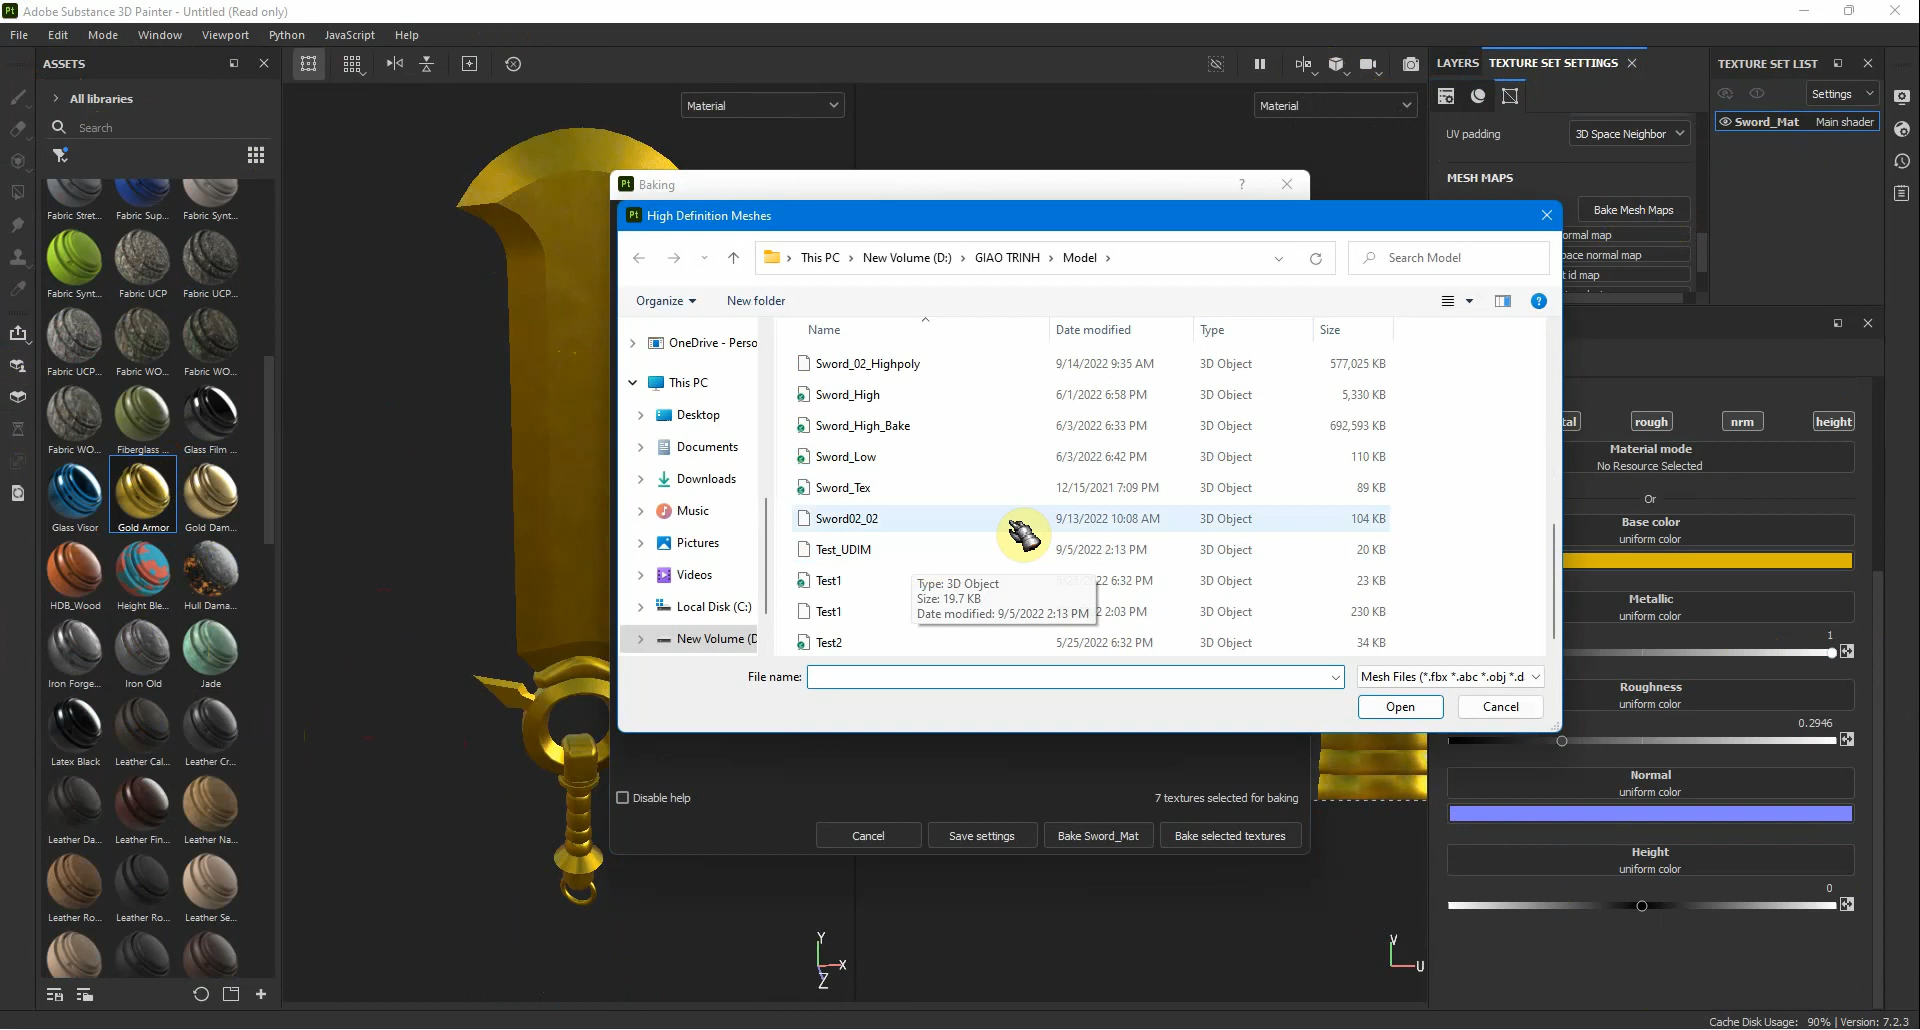 Adobe Substance 3D Painter - Untitled (Read only)
File Edit Mode Window Viewport Python JavaScript Help
ASSETS
All libraries
Search
Fabric Stret... Fabric Sup... Fabric Synt...
Fabric Synt... Fabric UCP Fabric UCP...
Fabric UCP... Fabric WO... Fabric WO...
Fabric WO... Fiberglass ... Glass Film ...
Glass Visor Gold Armor Gold Dam...
HDB_Wood Height Ble... Hull Dama...
Iron Forge... Iron Old Jade
Latex Black Leather Cal... Leather Cr...
Leather Da... Leather Fin... Leather Na...
Leather Ro... Leather Ro... Leather Se...
Material
Material
Y
X
Z
V
U
Baking
?
High Definition Meshes
This PC New Volume (D:) GIAO TRINH Model
Search Model
Organize New folder
OneDrive - Perso
This PC
Desktop
Documents
Downloads
Music
Pictures
Videos
Local Disk (C:)
New Volume (D
Name Date modified Type Size
Sword_02_Highpoly 9/14/2022 9:35 AM 3D Object 577,025 KB
Sword_High 6/1/2022 6:58 PM 3D Object 5,330 KB
Sword_High_Bake 6/3/2022 6:33 PM 3D Object 692,593 KB
Sword_Low 6/3/2022 6:42 PM 3D Object 110 KB
Sword_Tex 12/15/2021 7:09 PM 3D Object 89 KB
Sword02_02 9/13/2022 10:08 AM 3D Object 104 KB
Test_UDIM 9/5/2022 2:13 PM 3D Object 20 KB
Test1 22 6:32 PM 3D Object 23 KB
Test1 2 2:03 PM 3D Object 230 KB
Test2 5/25/2022 6:32 PM 3D Object 34 KB
Type: 3D Object
Size: 19.7 KB
Date modified: 9/5/2022 2:13 PM
File name:
Mesh Files (*.fbx *.abc *.obj *.d
Open Cancel
Disable help
7 textures selected for baking
Cancel Save settings Bake Sword_Mat Bake selected textures
LAYERS TEXTURE SET SETTINGS
UV padding 3D Space Neighbor
MESH MAPS
Bake Mesh Maps
ormal map
pace normal map
t id map
TEXTURE SET LIST
Settings
Sword_Mat Main shader
tal rough nrm height
Material mode
No Resource Selected
Or
Base color
uniform color
Metallic
uniform color
1
Roughness
uniform color
0.2946
Normal
uniform color
Height
uniform color
0
Cache Disk Usage: 90% | Version: 7.2.3